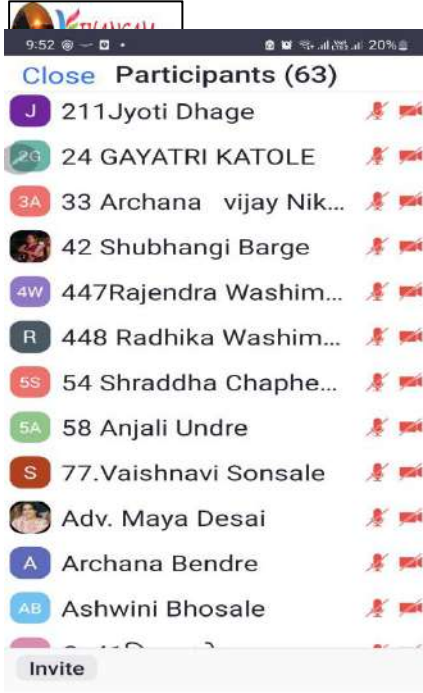 9:52 20%
Close Participants (63)
J 211Jyoti Dhage
2G 24 GAYATRI KATOLE
3A 33 Archana vijay Nik...
42 Shubhangi Barge
4W 447Rajendra Washim...
R 448 Radhika Washim...
5S 54 Shraddha Chaphe...
5A 58 Anjali Undre
S 77.Vaishnavi Sonsale
Adv. Maya Desai
A Archana Bendre
AB Ashwini Bhosale
Invite